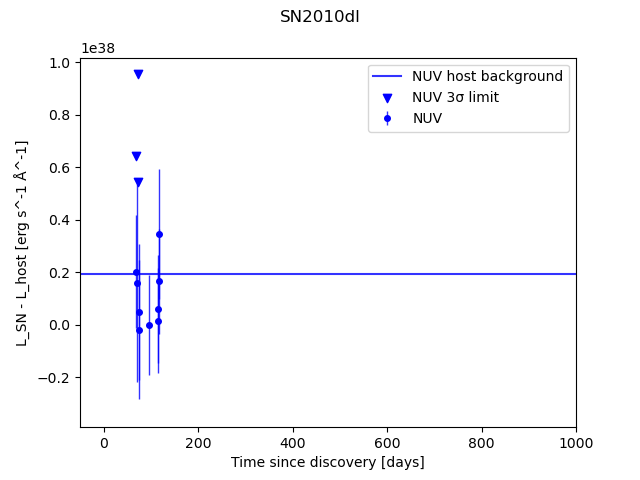 SN2010dl
1e38
1.0
0.8
0.6
0.4
0.2
0.0
−0.2
L_SN - L_host [erg s^-1 Å^-1]
NUV host background
NUV 3σ limit
NUV
0 200 400 600 800 1000
Time since discovery [days]